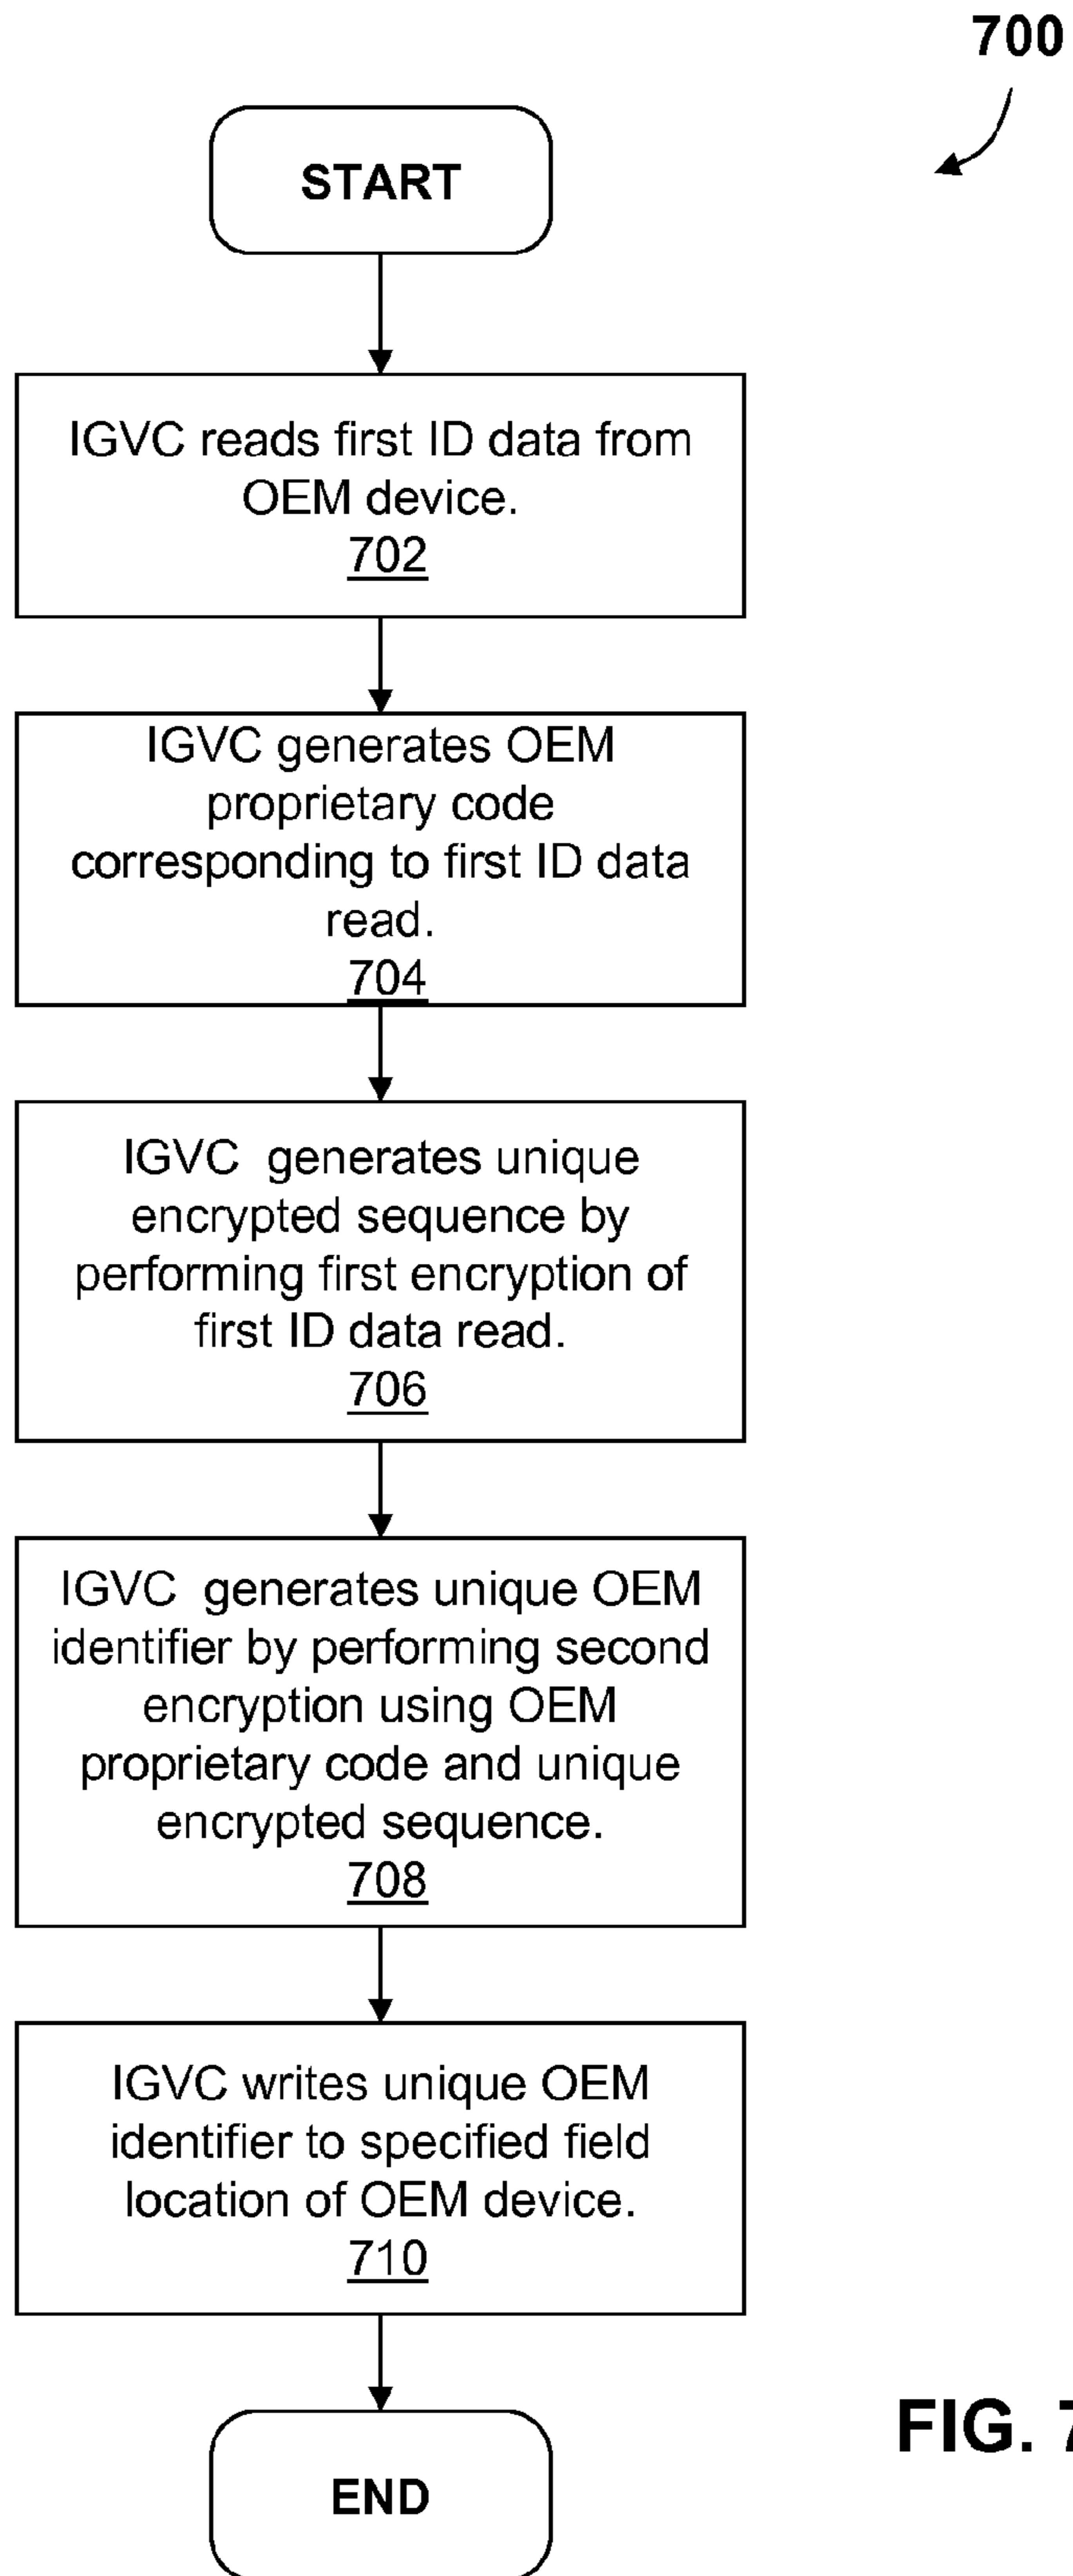 700
START
IGVC reads first ID data from
OEM device.
702
IGVC generates OEM
proprietary code
corresponding to first ID data
read.
704
IGVC generates unique
encrypted sequence by
performing first encryption of
first ID data read.
706
IGVC generates unique OEM
identifier by performing second
encryption using OEM
proprietary code and unique
encrypted sequence.
708
IGVC writes unique OEM
identifier to specified field
location of OEM device.
710
END
FIG. 7